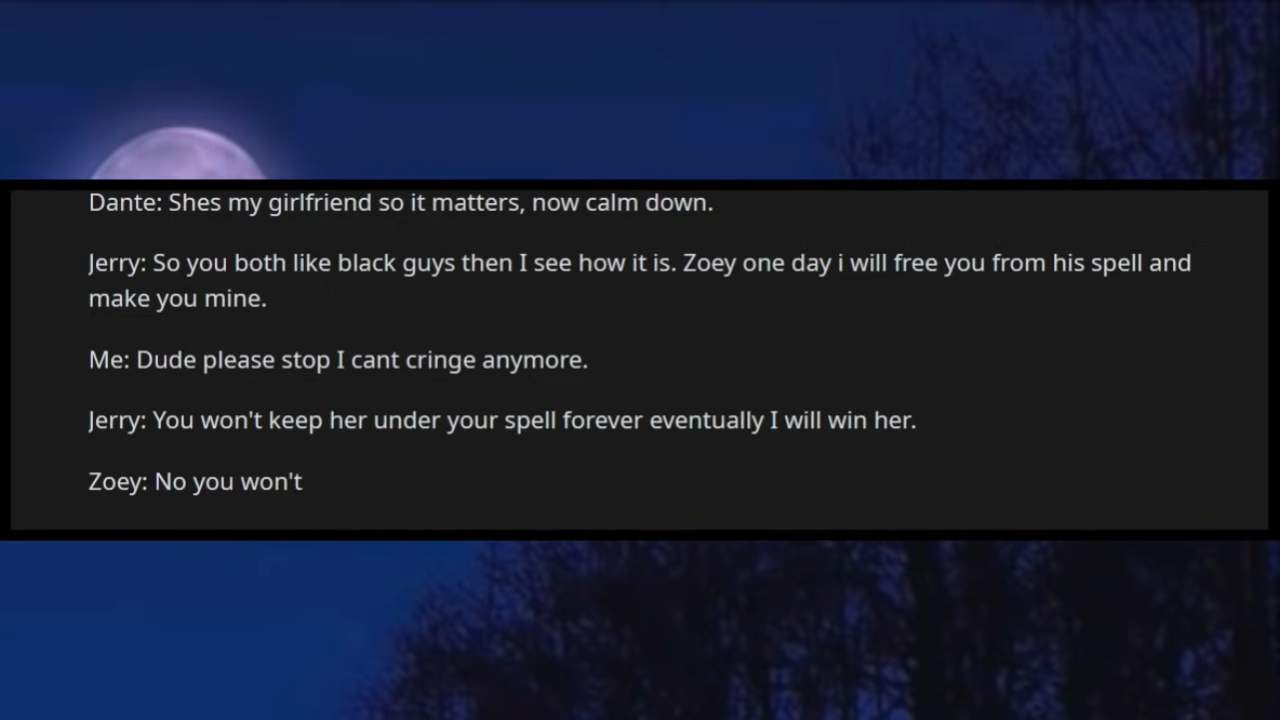 Dante: Shes my girlfriend so it matters, now calm down.
Jerry: So you both like black guys then I see how it is. Zoey one day i will free you from his spell and
make you mine.
Me: Dude please stop I cant cringe anymore.
Jerry: You won't keep her under your spell forever eventually I will win her.
Zoey: No you won't